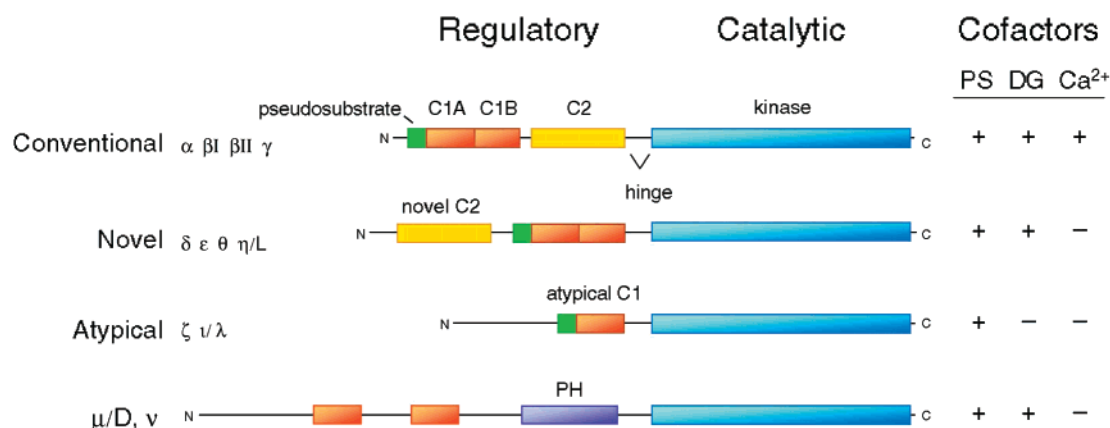 Regulatory Catalytic Cofactors
PS DG Ca²⁺
pseudosubstrate C1A C1B C2 kinase
Conventional α βI βII γ N C + + +
hinge
novel C2
Novel δ ε θ η/L N C + + −
atypical C1
Atypical ζ ι/λ N C + − −
PH
μ/D, ν N C + + −